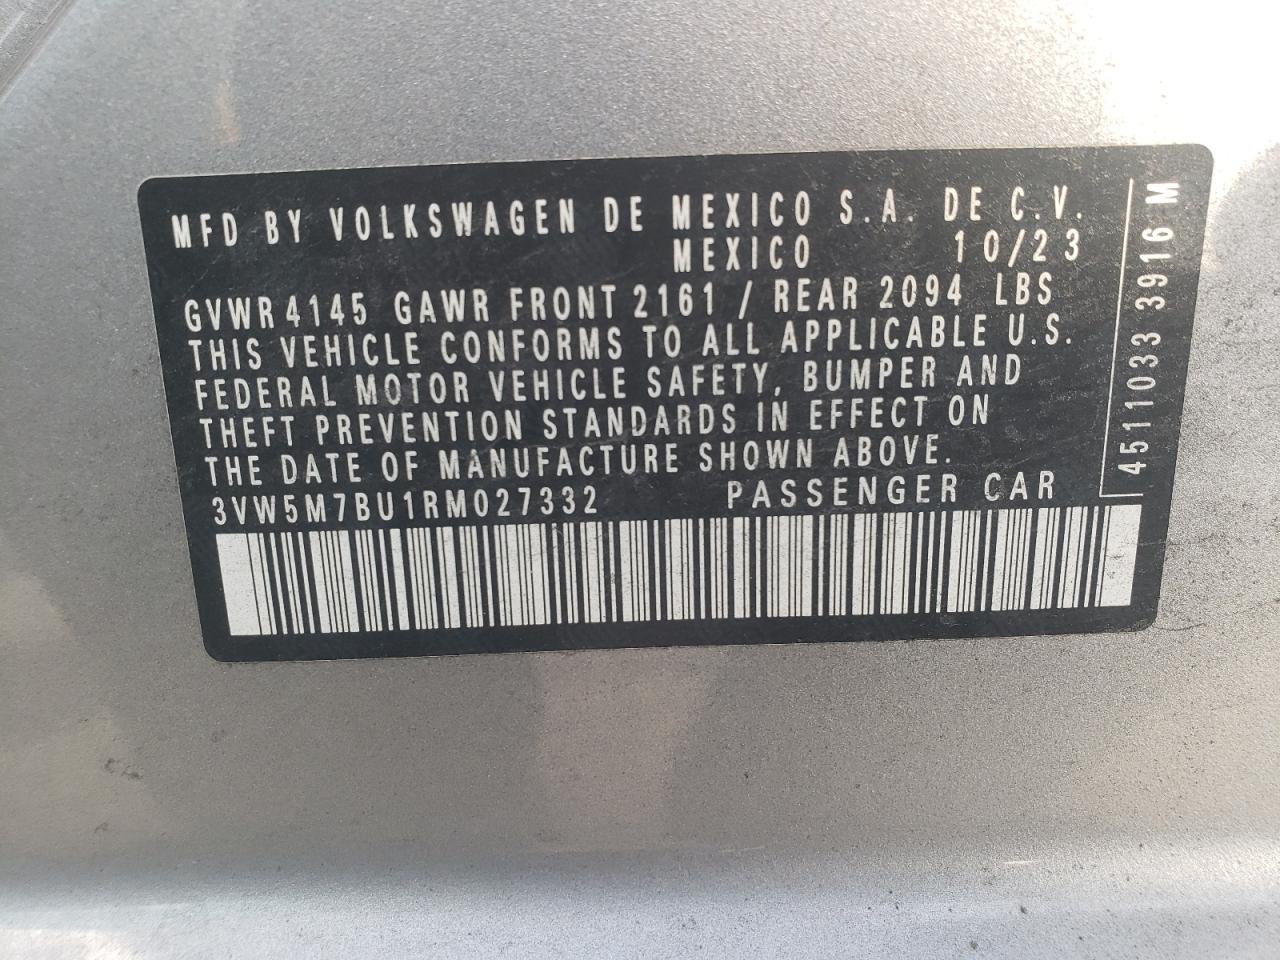 MFD BY VOLKSWAGEN DE MEXICO S.A. DE C.V.
MEXICO 10/23
GVWR 4145 GAWR FRONT 2161 / REAR 2094 LBS
THIS VEHICLE CONFORMS TO ALL APPLICABLE U.S.
FEDERAL MOTOR VEHICLE SAFETY, BUMPER AND
THEFT PREVENTION STANDARDS IN EFFECT ON
THE DATE OF MANUFACTURE SHOWN ABOVE.
3VW5M7BU1RM027332 PASSENGER CAR
4511033 3916 M